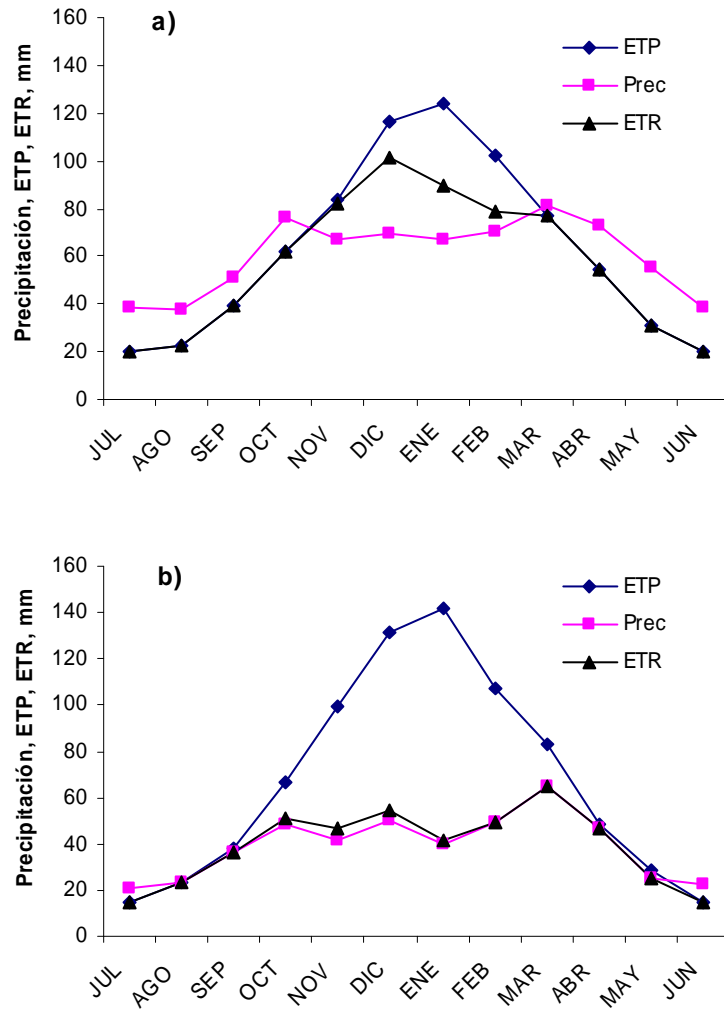 a)
Precipitación, ETP, ETR, mm
160
140
120
100
80
60
40
20
0
ETP
Prec
ETR
JUL
AGO
SEP
OCT
NOV
DIC
ENE
FEB
MAR
ABR
MAY
JUN
b)
Precipitación, ETP, ETR, mm
160
140
120
100
80
60
40
20
0
ETP
Prec
ETR
JUL
AGO
SEP
OCT
NOV
DIC
ENE
FEB
MAR
ABR
MAY
JUN